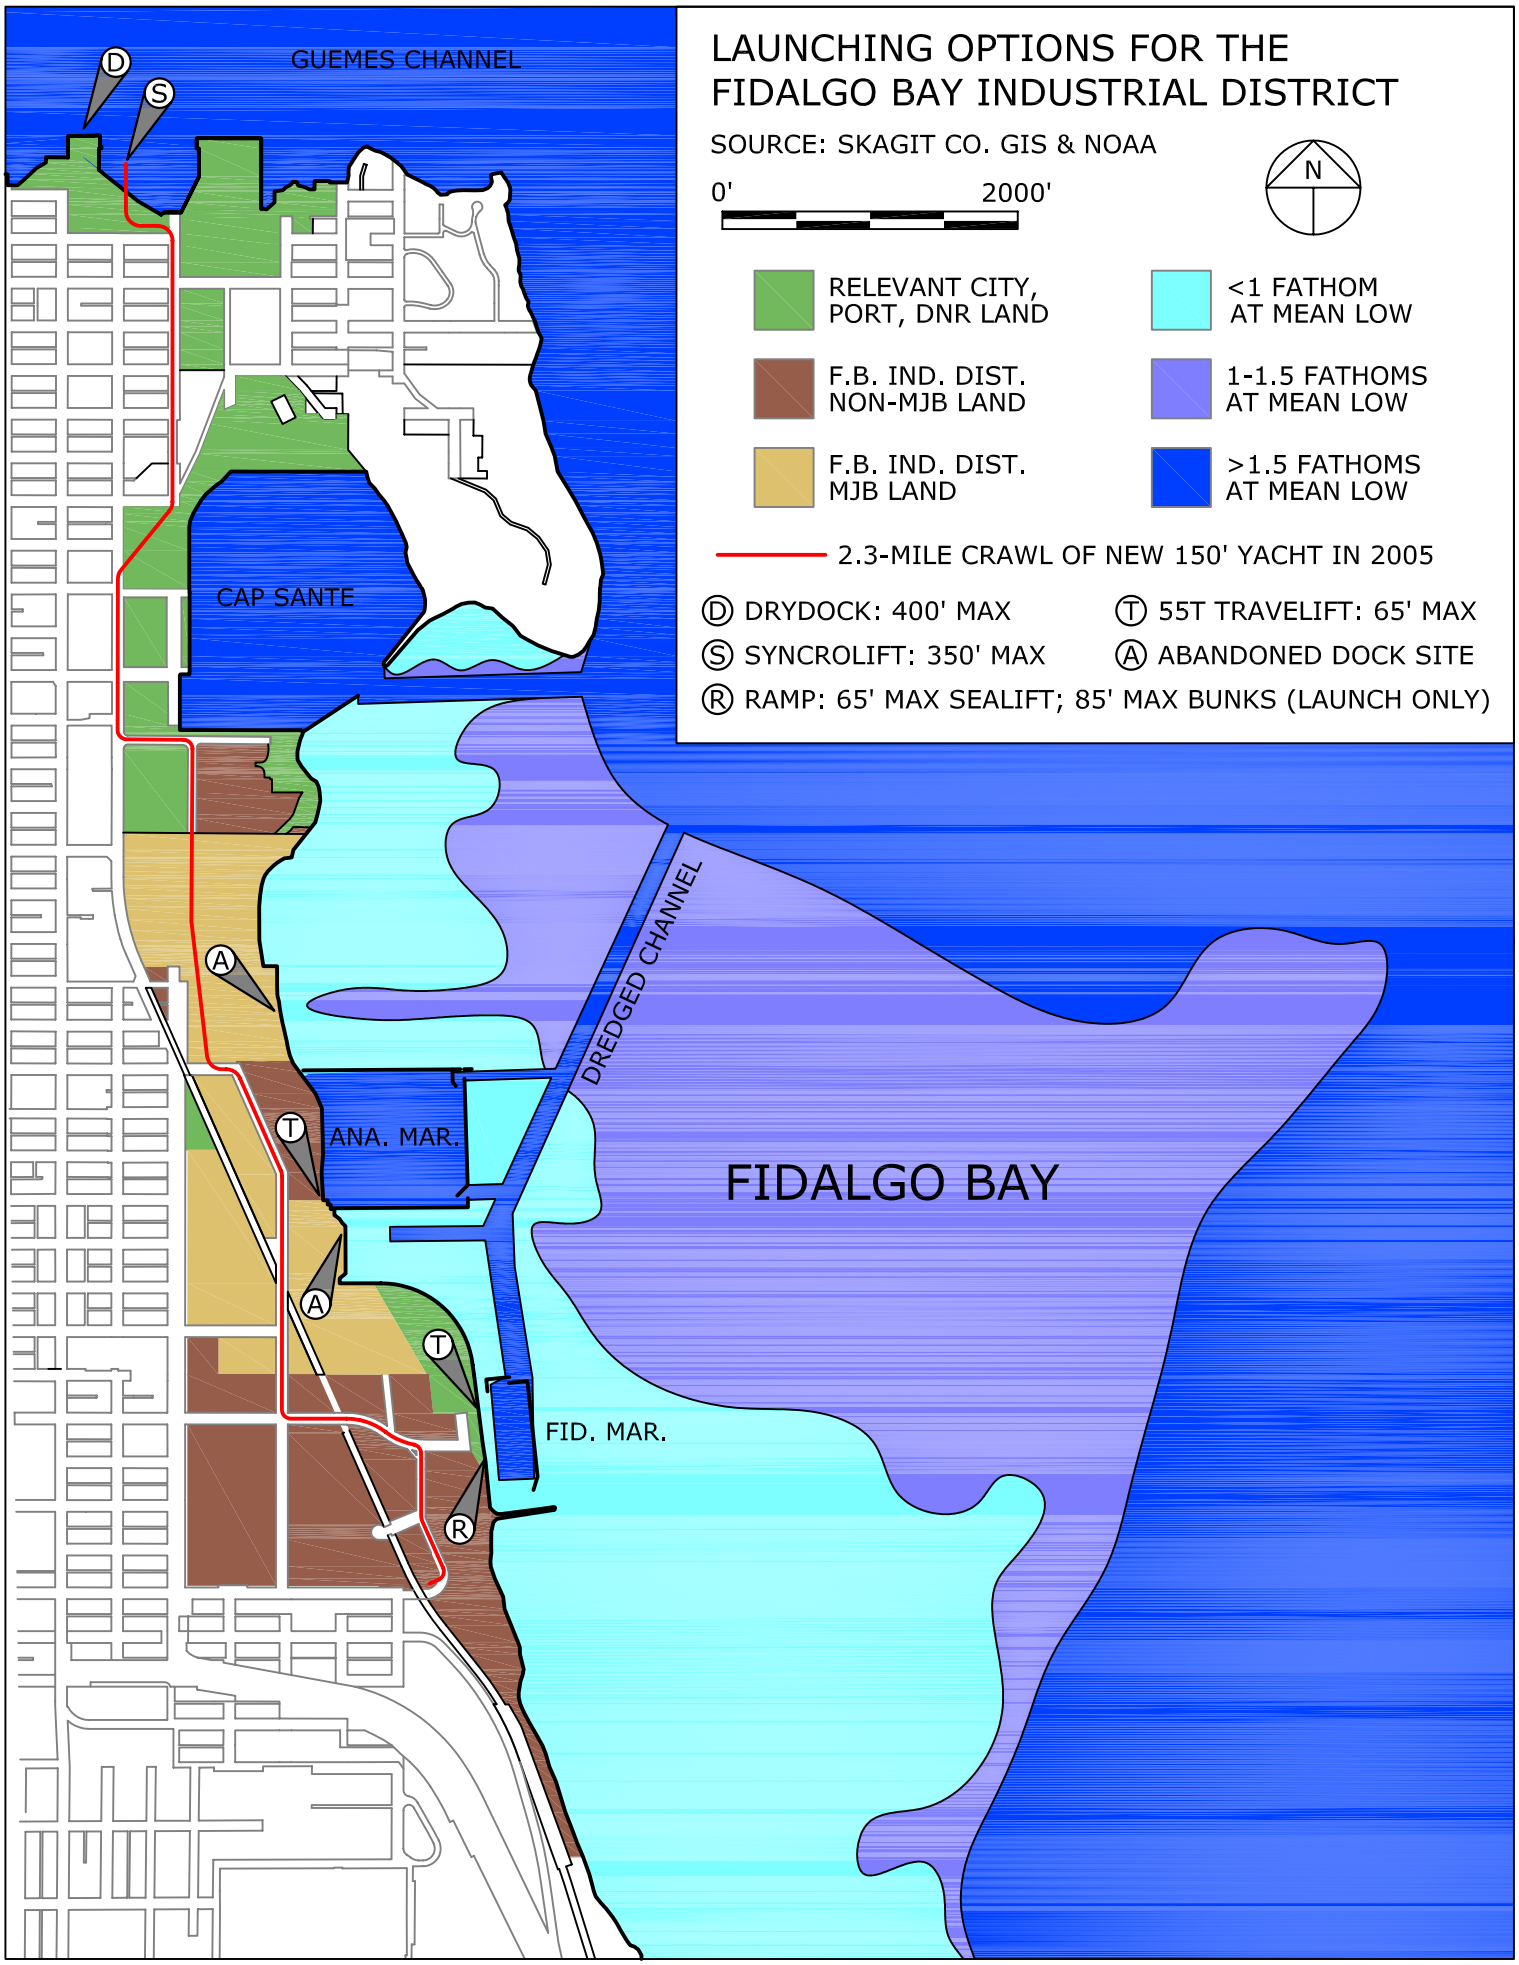 GUEMES CHANNEL
D
S
LAUNCHING OPTIONS FOR THE
FIDALGO BAY INDUSTRIAL DISTRICT
SOURCE: SKAGIT CO. GIS & NOAA
0' 2000'
N
RELEVANT CITY,
PORT, DNR LAND
<1 FATHOM
AT MEAN LOW
F.B. IND. DIST.
NON-MJB LAND
1-1.5 FATHOMS
AT MEAN LOW
F.B. IND. DIST.
MJB LAND
>1.5 FATHOMS
AT MEAN LOW
2.3-MILE CRAWL OF NEW 150' YACHT IN 2005
D DRYDOCK: 400' MAX
T 55T TRAVELIFT: 65' MAX
S SYNCROLIFT: 350' MAX
A ABANDONED DOCK SITE
R RAMP: 65' MAX SEALIFT; 85' MAX BUNKS (LAUNCH ONLY)
CAP SANTE
DREDGED CHANNEL
A
T
ANA. MAR.
FIDALGO BAY
A
T
FID. MAR.
R